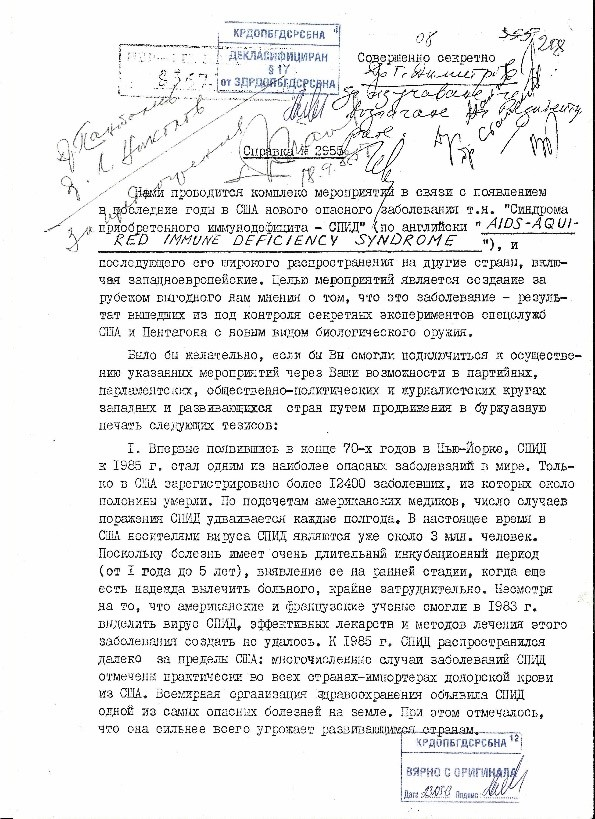 КРДОПБГДСРСБНА 4
ДЕКЛАСИФИЦИРАН
§ 17
от ЗДРДОПБГДСРСБНА
08
Совершенно секретно
Справка № 2955
18.9.
Нами проводится комплекс мероприятий в связи с появлением
в последние годы в США нового опасного заболевания т.н. "Синдрома
приобретенного иммунодефицита - СПИД" (по английски "AIDS-AQUI-
RED IMMUNE DEFICIENCY SYNDROME "), и
последующего его широкого распространения на другие страны, вклю-
чая западноевропейские. Целью мероприятий является создание за
рубежом выгодного нам мнения о том, что это заболевание - резуль-
тат вышедших из под контроля секретных экспериментов спецслужб
США и Пентагона с новым видом биологического оружия.
Было бы желательно, если бы Вы смогли подключиться к осуществле-
нию указанных мероприятий через Ваши возможности в партийных,
парламентских, общественно-политических и журналистских кругах
западных и развивающихся стран путем продвижения в буржуазную
печать следующих тезисов:
I. Впервые появившись в конце 70-х годов в Нью-Йорке, СПИД
к 1985 г. стал одним из наиболее опасных заболеваний в мире. Толь-
ко в США зарегистрировано более 12400 заболевших, из которых около
половины умерли. По подсчетам американских медиков, число случаев
поражения СПИД удваивается каждые полгода. В настоящее время в
США носителями вируса СПИД являются уже около 3 млн. человек.
Поскольку болезнь имеет очень длительный инкубационный период
(от I года до 5 лет), выявление ее на ранней стадии, когда еще
есть надежда вылечить больного, крайне затруднительно. Несмотря
на то, что американские и французские ученые смогли в 1983 г.
выделить вирус СПИД, эффективных лекарств и методов лечения этого
заболевания создать не удалось. К 1985 г. СПИД распространился
далеко за пределы США: многочисленные случаи заболеваний СПИД
отмечены практически во всех странах-импортерах донорской крови
из США. Всемирная организация здравоохранения объявила СПИД
одной из самых опасных болезней на земле. При этом отмечалось,
что она сильнее всего угрожает развивающимся странам.
КРДОПБГДСРСБНА 12
ВЯРНО С ОРИГИНАЛА
Дата Подпис